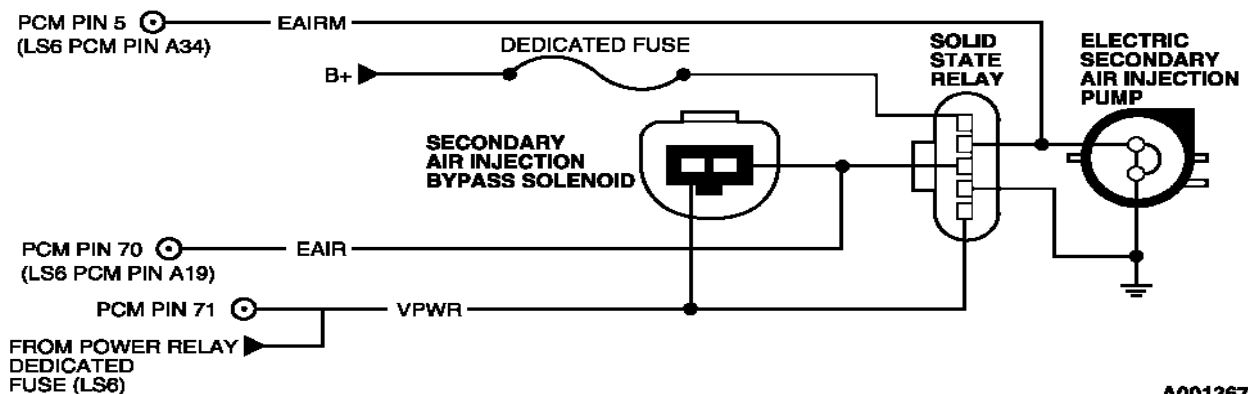 PCM PIN 5
(LS6 PCM PIN A34)
EAIRM
DEDICATED FUSE
B+
SOLID
STATE
RELAY
ELECTRIC
SECONDARY
AIR INJECTION
PUMP
SECONDARY
AIR INJECTION
BYPASS SOLENOID
PCM PIN 70
(LS6 PCM PIN A19)
EAIR
PCM PIN 71
VPWR
FROM POWER RELAY
DEDICATED
FUSE (LS6)
A001367